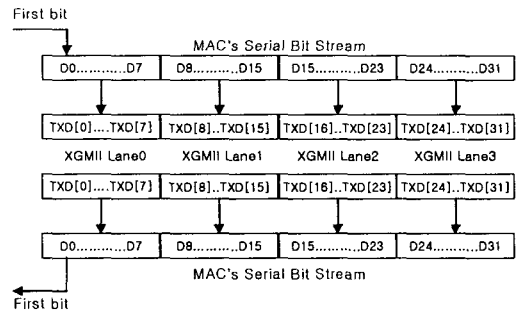 First bit
MAC's Serial Bit Stream
D0............D7 D8..........D15 D15..........D23 D24..........D31
TXD[0]....TXD[7] TXD[8]..TXD[15] TXD[16]..TXD[23] TXD[24]..TXD[31]
XGMII Lane0 XGMII Lane1 XGMII Lane2 XGMII Lane3
TXD[0]....TXD[7] TXD[8]..TXD[15] TXD[16]..TXD[23] TXD[24]..TXD[31]
D0............D7 D8..........D15 D15..........D23 D24..........D31
MAC's Serial Bit Stream
First bit